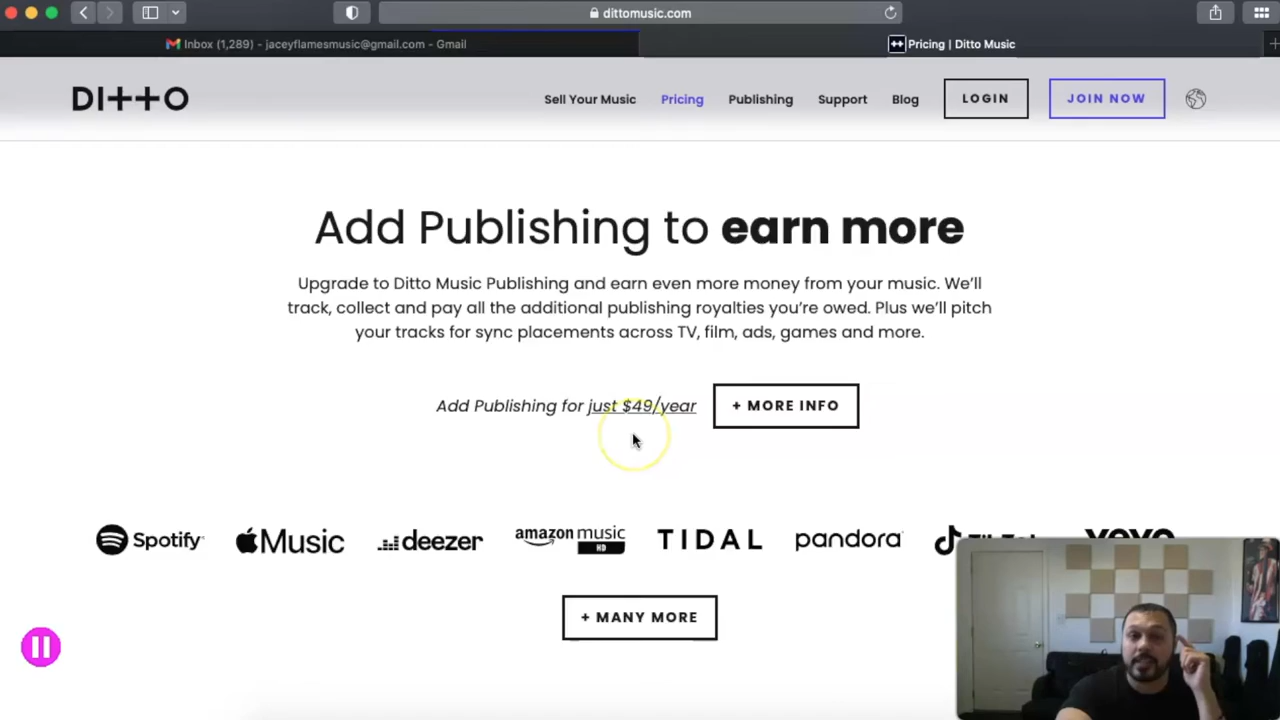 dittomusic.com
Inbox (1,289) - jaceyflamesmusic@gmail.com - Gmail
Pricing | Ditto Music
DITTO
Sell Your Music
Pricing
Publishing
Support
Blog
LOGIN
JOIN NOW
Add Publishing to earn more
Upgrade to Ditto Music Publishing and earn even more money from your music. We'll
track, collect and pay all the additional publishing royalties you're owed. Plus we'll pitch
your tracks for sync placements across TV, film, ads, games and more.
Add Publishing for just $49/year
+ MORE INFO
Spotify
Music
deezer
amazon music
HD
TIDAL
pandora
TikTok
vevo
+ MANY MORE